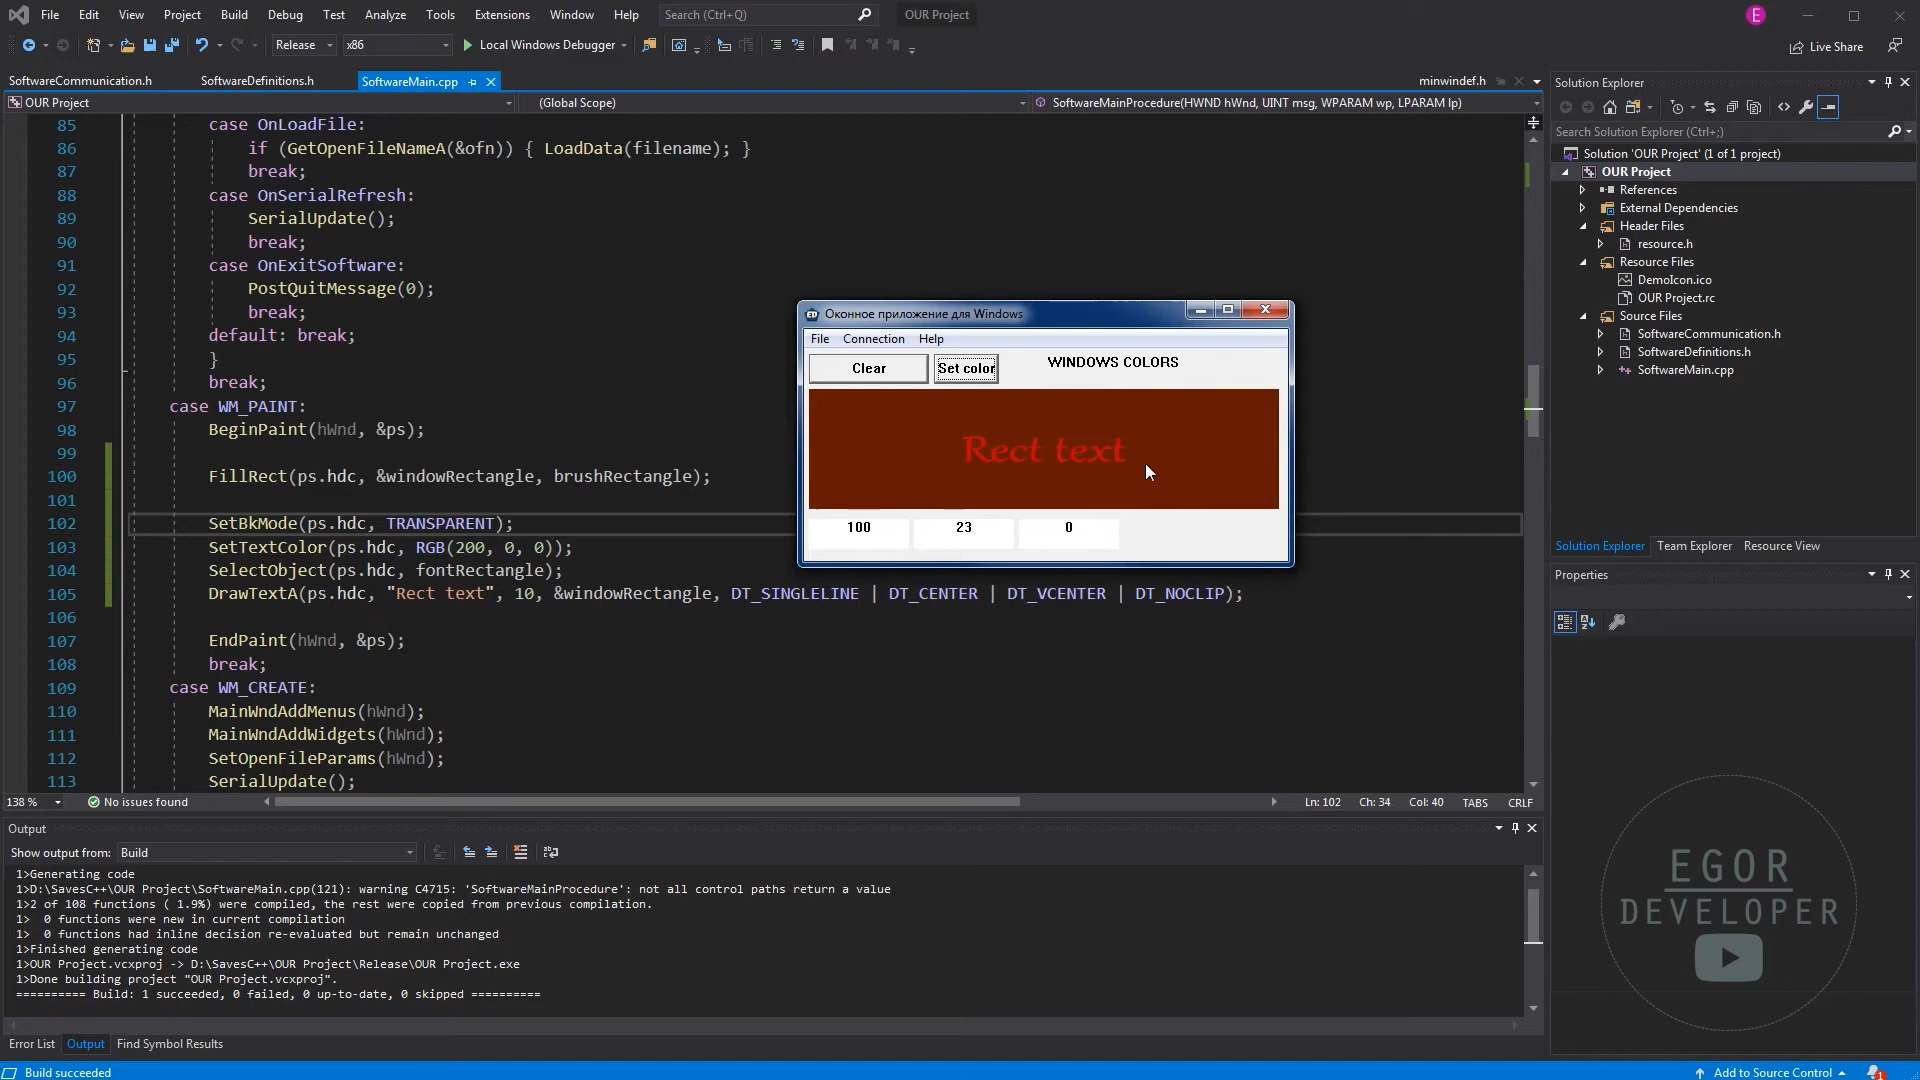 File Edit View Project Build Debug Test Analyze Tools Extensions Window Help Search (Ctrl+Q) OUR Project E
Release x86 Local Windows Debugger Live Share
SoftwareCommunication.h SoftwareDefinitions.h SoftwareMain.cpp minwindef.h
OUR Project (Global Scope) SoftwareMainProcedure(HWND hWnd, UINT msg, WPARAM wp, LPARAM lp)
85 case OnLoadFile:
86 if (GetOpenFileNameA(&ofn)) { LoadData(filename); }
87 break;
88 case OnSerialRefresh:
89 SerialUpdate();
90 break;
91 case OnExitSoftware:
92 PostQuitMessage(0);
93 break;
94 default: break;
95 }
96 break;
97 case WM_PAINT:
98 BeginPaint(hWnd, &ps);
99
100 FillRect(ps.hdc, &windowRectangle, brushRectangle);
101
102 SetBkMode(ps.hdc, TRANSPARENT);
103 SetTextColor(ps.hdc, RGB(200, 0, 0));
104 SelectObject(ps.hdc, fontRectangle);
105 DrawTextA(ps.hdc, "Rect text", 10, &windowRectangle, DT_SINGLELINE | DT_CENTER | DT_VCENTER | DT_NOCLIP);
106
107 EndPaint(hWnd, &ps);
108 break;
109 case WM_CREATE:
110 MainWndAddMenus(hWnd);
111 MainWndAddWidgets(hWnd);
112 SetOpenFileParams(hWnd);
113 SerialUpdate();
Оконное приложение для Windows
File Connection Help
Clear Set color WINDOWS COLORS
Rect text
100 23 0
138 % No issues found Ln: 102 Ch: 34 Col: 40 TABS CRLF
Output
Show output from: Build
1>Generating code
1>D:\SavesC++\OUR Project\SoftwareMain.cpp(121): warning C4715: 'SoftwareMainProcedure': not all control paths return a value
1>2 of 108 functions ( 1.9%) were compiled, the rest were copied from previous compilation.
1> 0 functions were new in current compilation
1> 0 functions had inline decision re-evaluated but remain unchanged
1>Finished generating code
1>OUR Project.vcxproj -> D:\SavesC++\OUR Project\Release\OUR Project.exe
1>Done building project "OUR Project.vcxproj".
========== Build: 1 succeeded, 0 failed, 0 up-to-date, 0 skipped ==========
Error List Output Find Symbol Results
Solution Explorer
Search Solution Explorer (Ctrl+;)
Solution 'OUR Project' (1 of 1 project)
OUR Project
References
External Dependencies
Header Files
resource.h
Resource Files
DemoIcon.ico
OUR Project.rc
Source Files
SoftwareCommunication.h
SoftwareDefinitions.h
SoftwareMain.cpp
Solution Explorer Team Explorer Resource View
Properties
EGOR
DEVELOPER
Build succeeded Add to Source Control 1